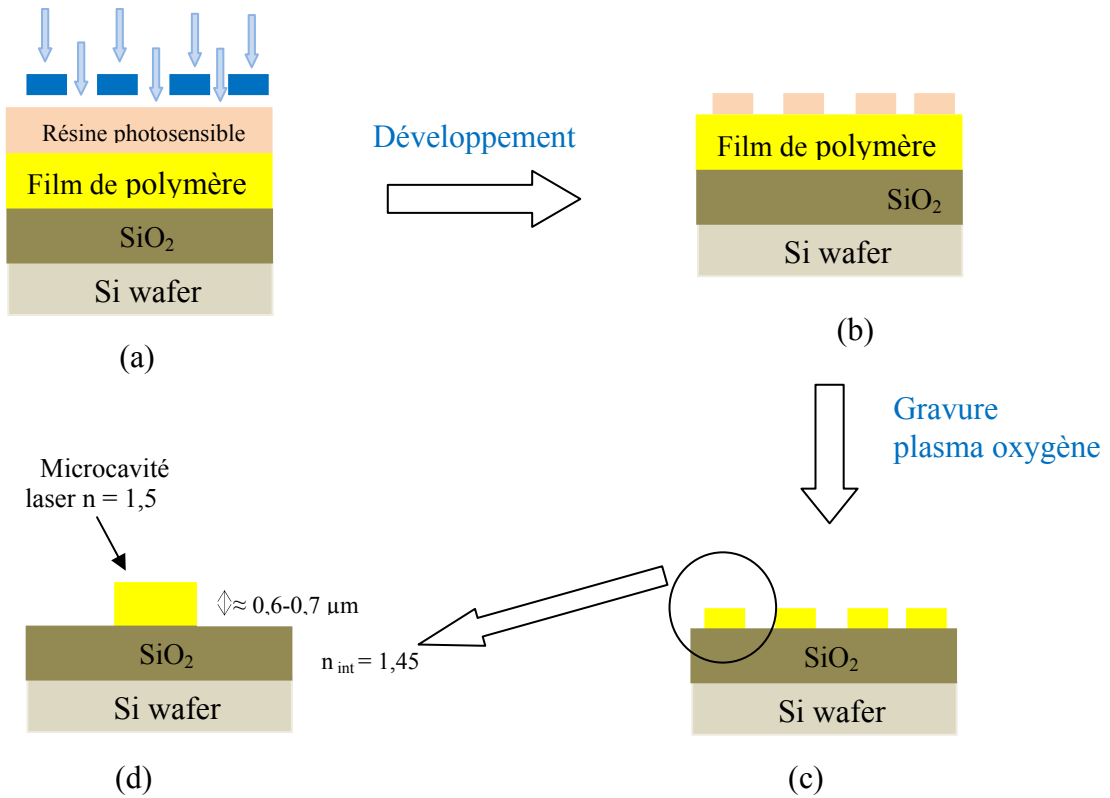 Résine photosensible
Film de polymère
SiO₂
Si wafer
(a)
Développement
Film de polymère
SiO₂
Si wafer
(b)
Gravure
plasma oxygène
SiO₂
Si wafer
(c)
Microcavité
laser n = 1,5
≈ 0,6-0,7 µm
SiO₂
n int = 1,45
Si wafer
(d)